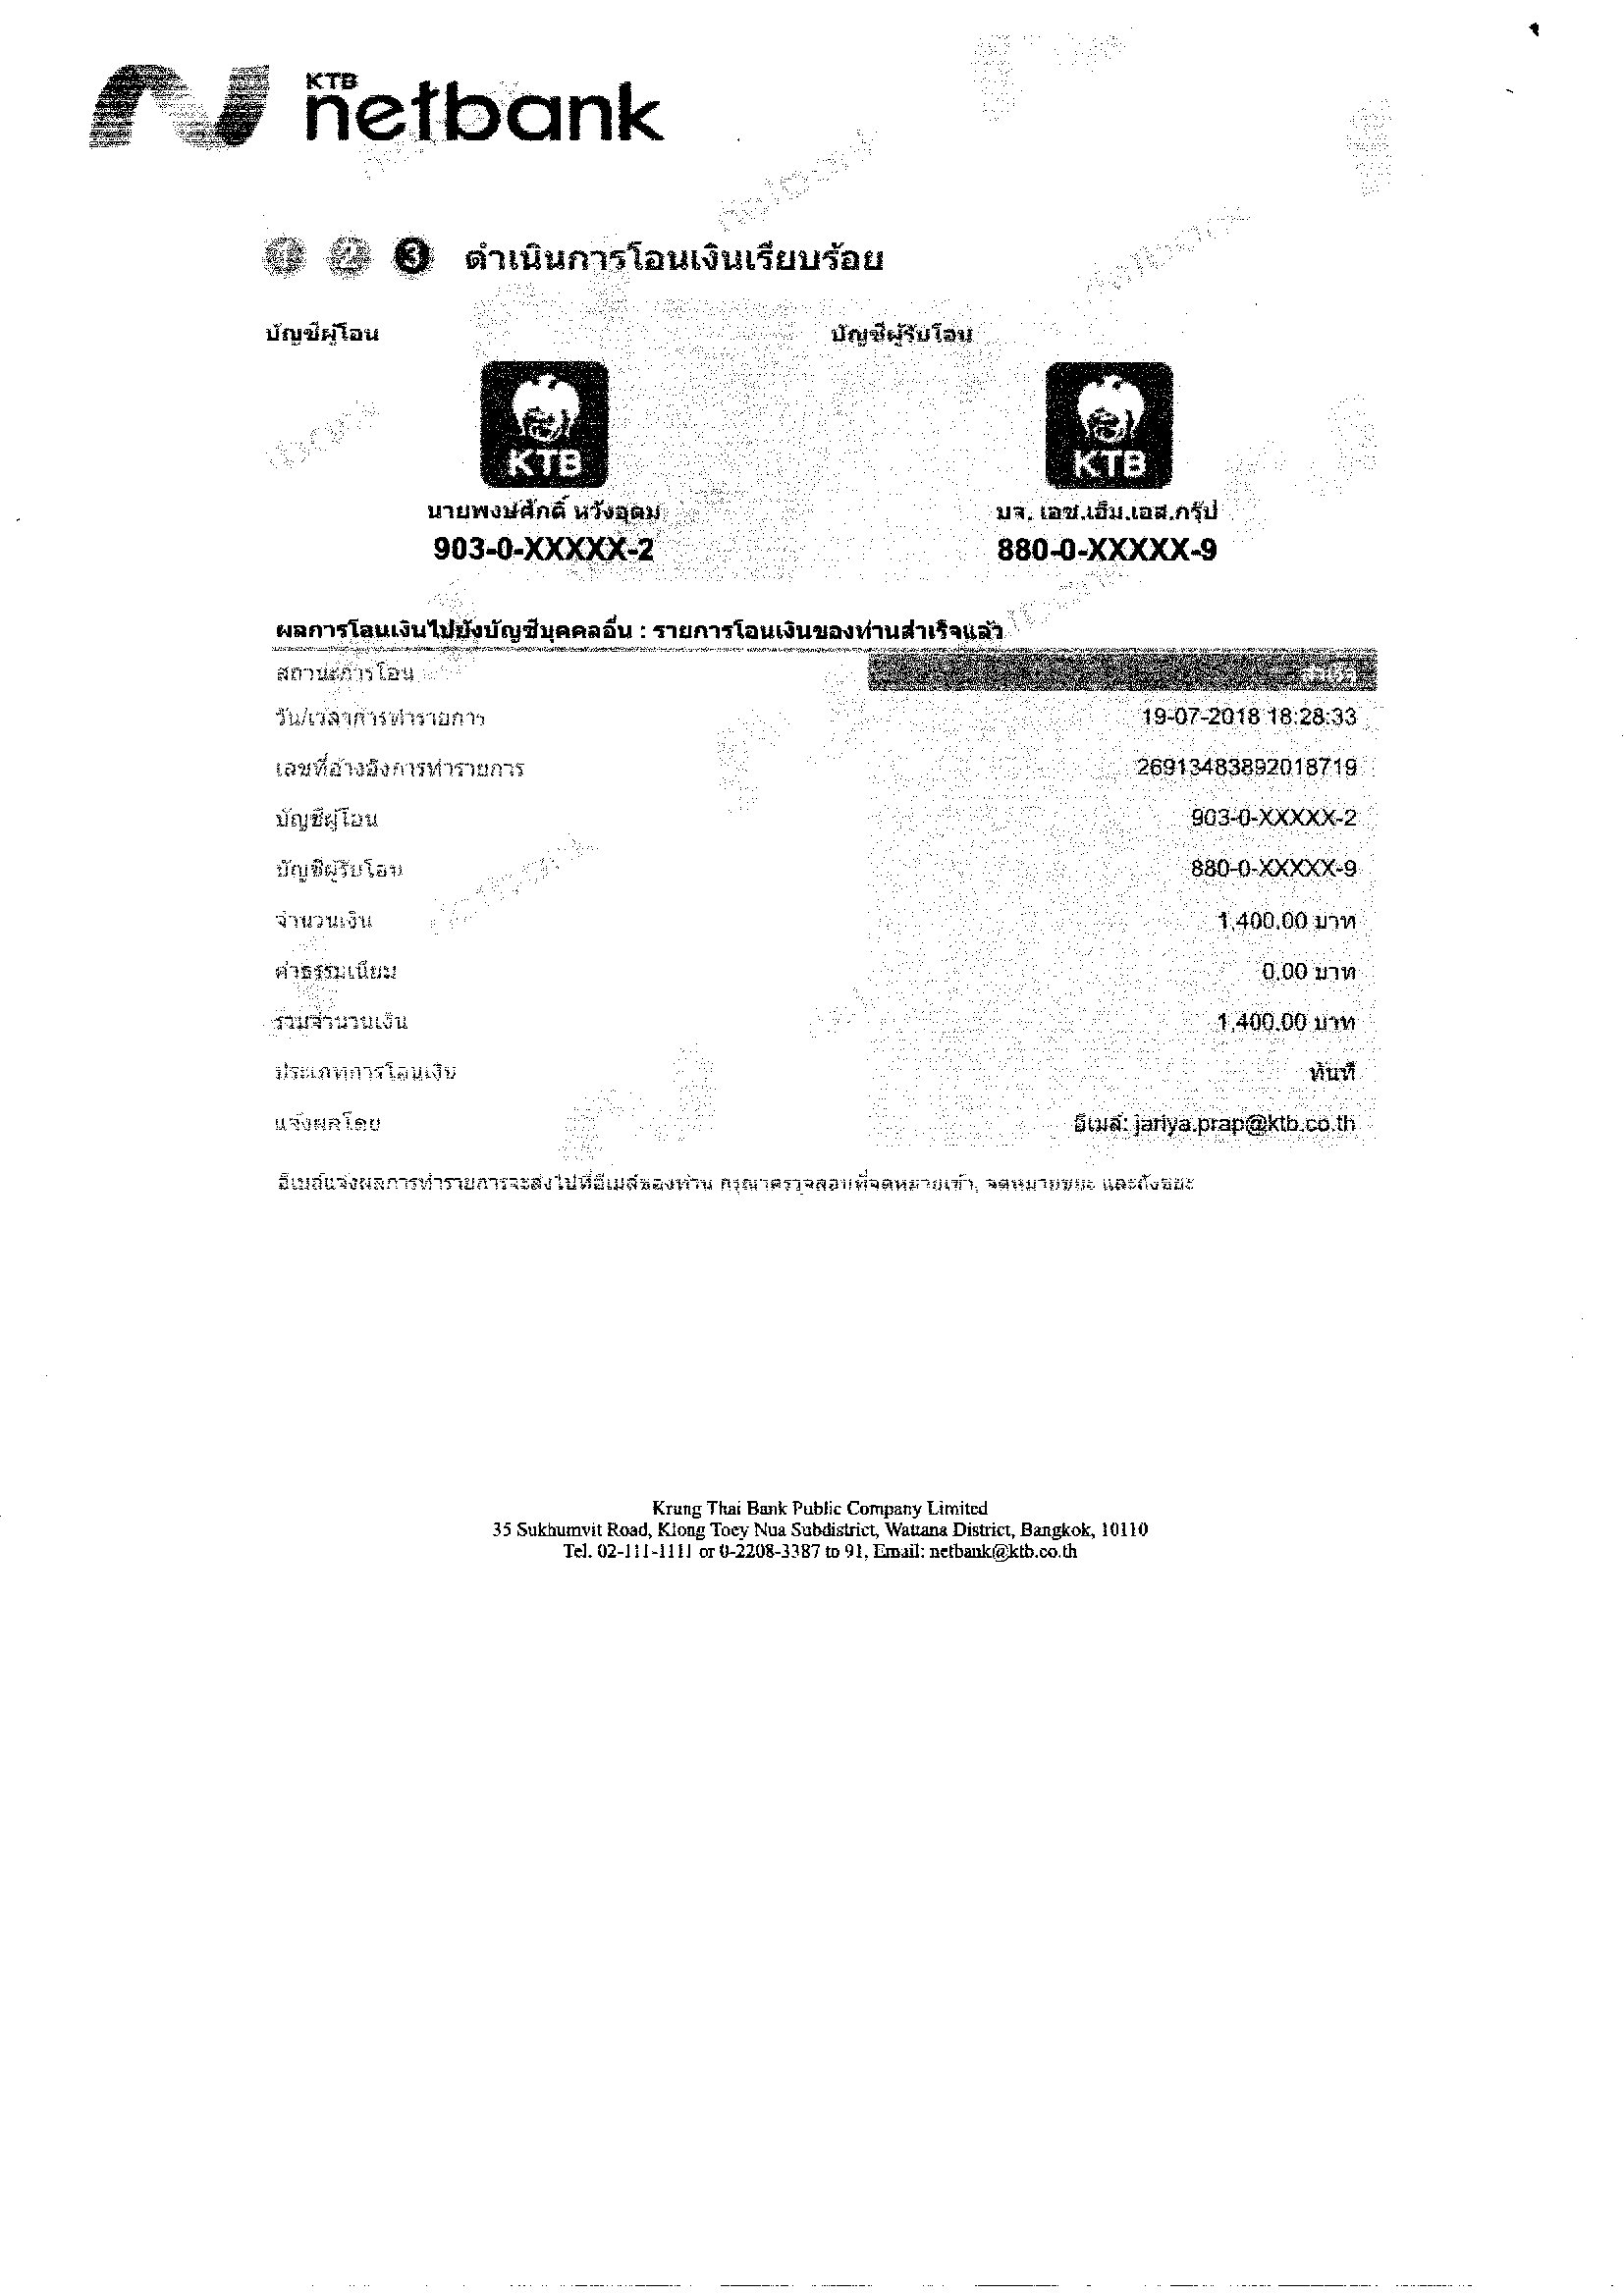 KTB
netbank
1 2 3 ดำเนินการโอนเงินเรียบร้อย
บัญชีผู้โอน บัญชีผู้รับโอน
KTB KTB
นายพงษ์ศักดิ์ หวังอุดม บจ. เอช.เอ็ม.เอส.กรุ๊ป
903-0-XXXXX-2 880-0-XXXXX-9
ผลการโอนเงินไปยังบัญชีบุคคลอื่น : รายการโอนเงินของท่านสำเร็จแล้ว
สถานะการโอน สำเร็จ
วัน/เวลาการทำรายการ 19-07-2018 18:28:33
เลขที่อ้างอิงการทำรายการ 26913483892018719
บัญชีผู้โอน 903-0-XXXXX-2
บัญชีผู้รับโอน 880-0-XXXXX-9
จำนวนเงิน 1,400.00 บาท
ค่าธรรมเนียม 0.00 บาท
รวมจำนวนเงิน 1,400.00 บาท
ประเภทการโอนเงิน ทันที
แจ้งผลโดย อีเมล์: jariya.prap@ktb.co.th
อีเมล์แจ้งผลการทำรายการจะส่งไปที่อีเมล์ของท่าน กรุณาตรวจสอบที่จดหมายเข้า, จดหมายขยะ และถังขยะ
Krung Thai Bank Public Company Limited
35 Sukhumvit Road, Klong Toey Nua Subdistrict, Wattana District, Bangkok, 10110
Tel. 02-111-1111 or 0-2208-3387 to 91, Email: netbank@ktb.co.th